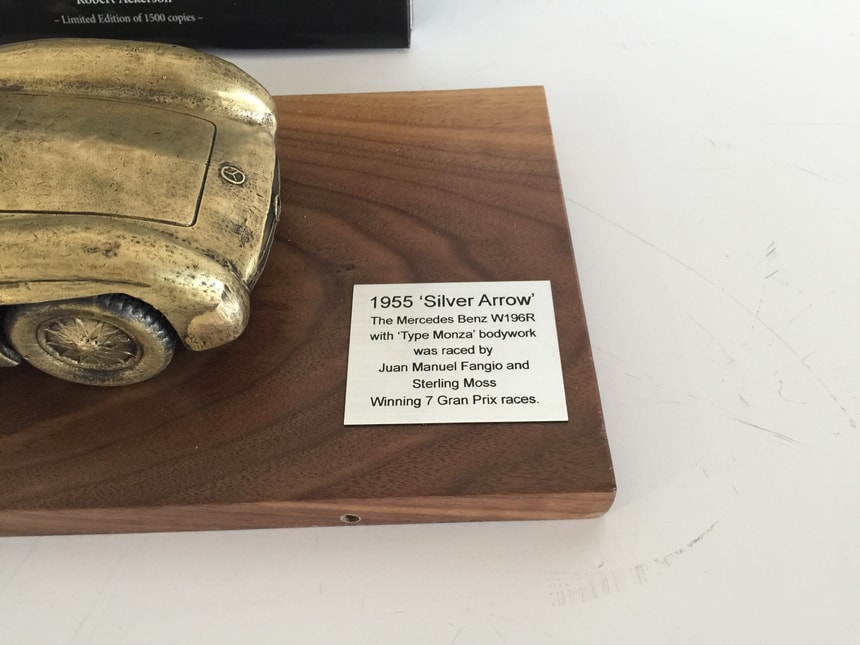 Robert Ackerson
– Limited Edition of 1500 copies –
1955 ‘Silver Arrow’
The Mercedes Benz W196R
with ‘Type Monza’ bodywork
was raced by
Juan Manuel Fangio and
Sterling Moss
Winning 7 Gran Prix races.